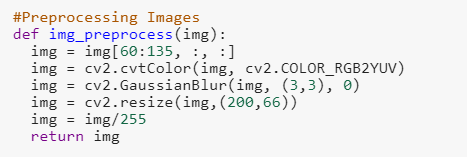 #Preprocessing Images
def img_preprocess(img):
  img = img[60:135, :, :]
  img = cv2.cvtColor(img, cv2.COLOR_RGB2YUV)
  img = cv2.GaussianBlur(img, (3,3), 0)
  img = cv2.resize(img,(200,66))
  img = img/255
  return img